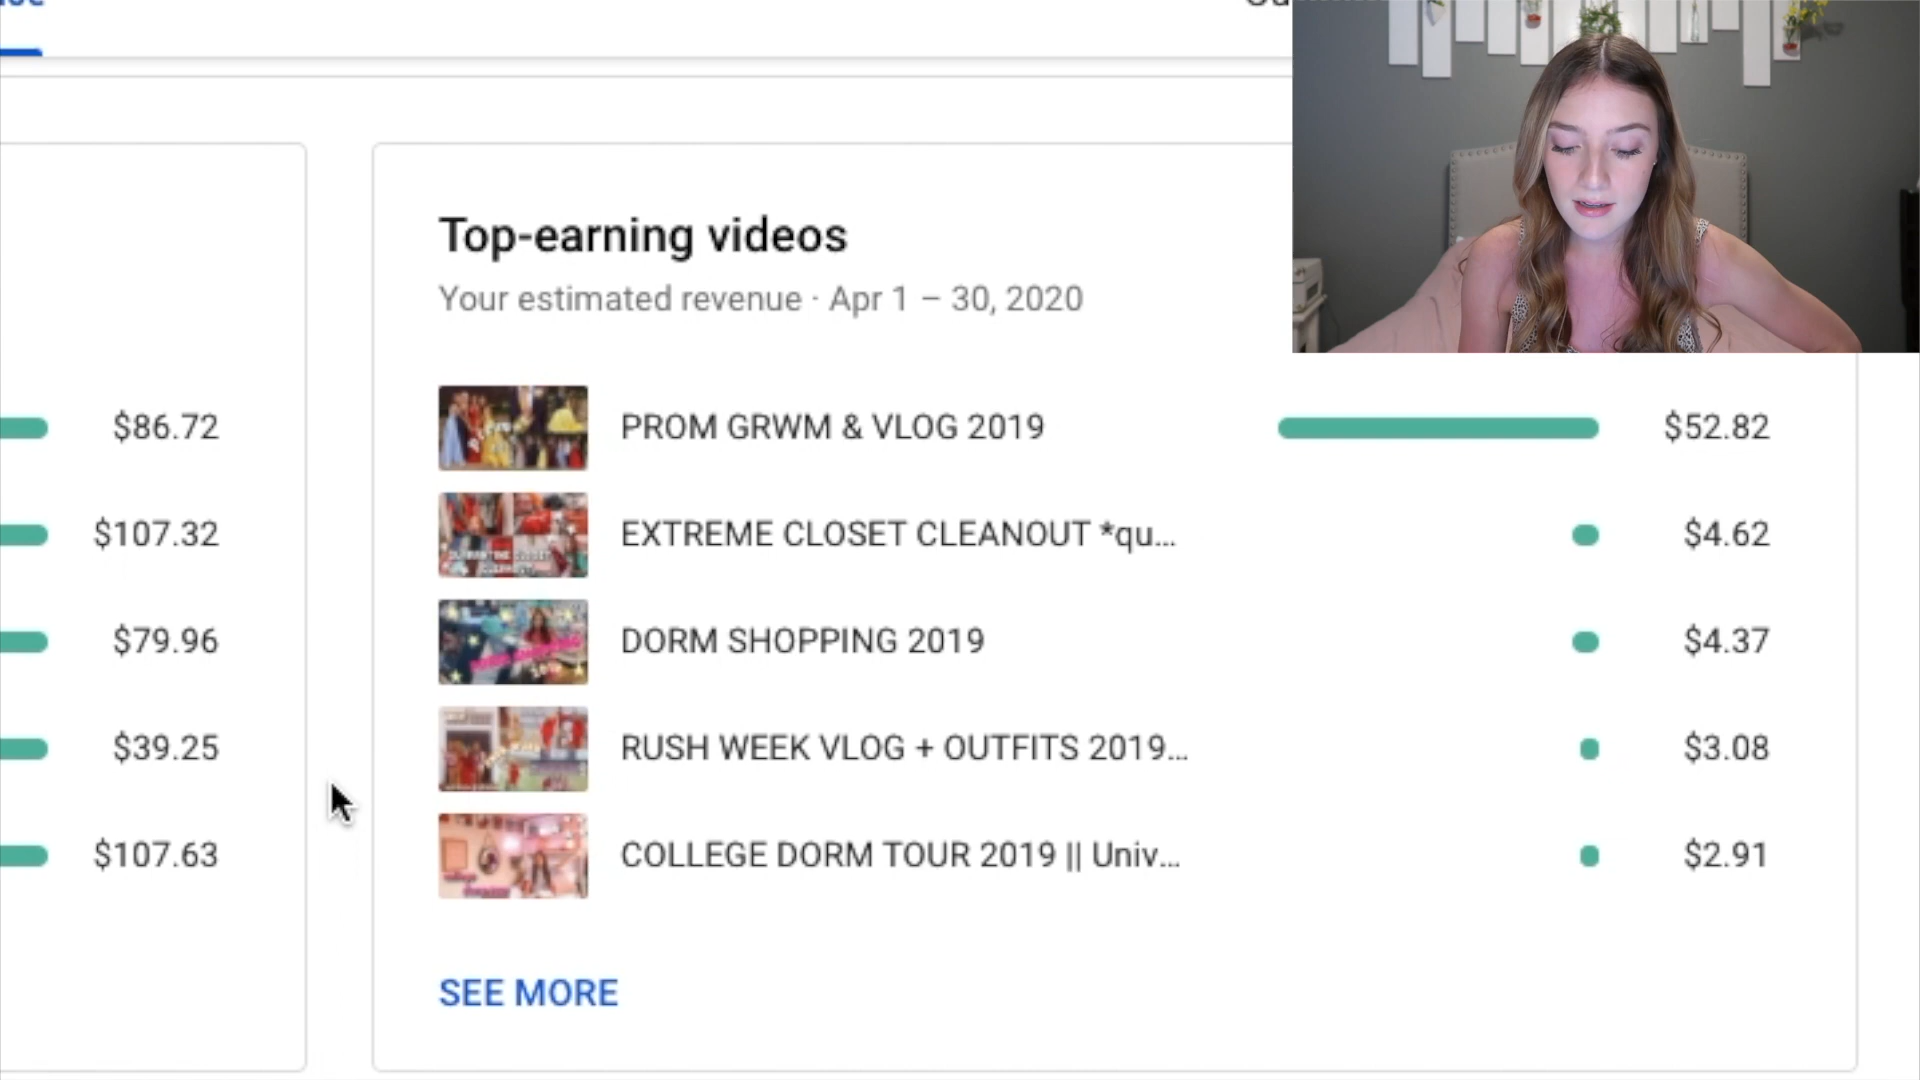 $86.72
$107.32
$79.96
$39.25
$107.63
Top-earning videos
Your estimated revenue · Apr 1 – 30, 2020
PROM GRWM & VLOG 2019 $52.82
EXTREME CLOSET CLEANOUT *qu... $4.62
DORM SHOPPING 2019 $4.37
RUSH WEEK VLOG + OUTFITS 2019... $3.08
COLLEGE DORM TOUR 2019 || Univ... $2.91
SEE MORE